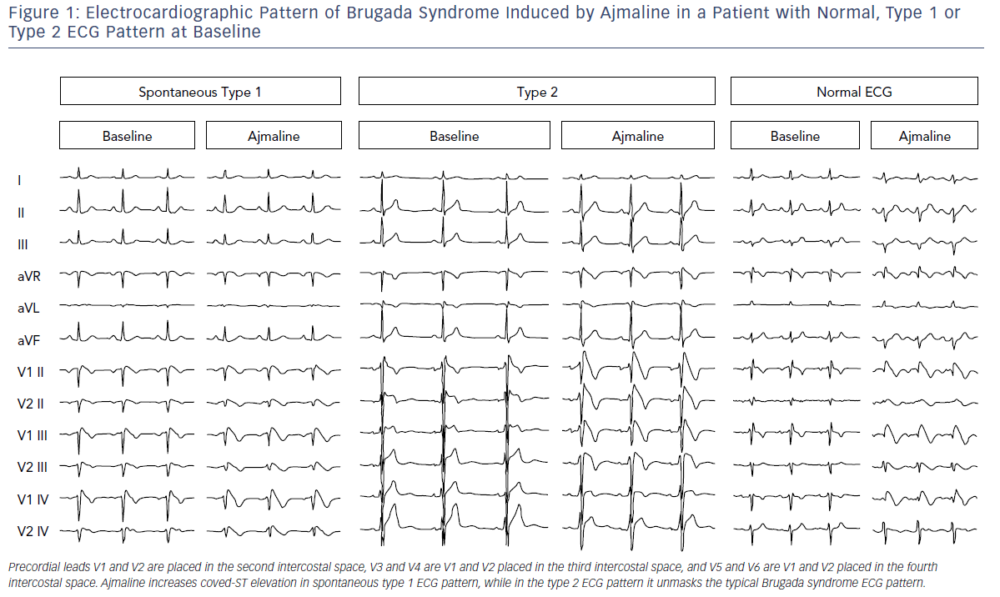 Figure 1: Electrocardiographic Pattern of Brugada Syndrome Induced by Ajmaline in a Patient with Normal, Type 1 or
Type 2 ECG Pattern at Baseline
Spontaneous Type 1
Type 2
Normal ECG
Baseline
Ajmaline
Baseline
Ajmaline
Baseline
Ajmaline
I
II
III
aVR
aVL
aVF
V1 II
V2 II
V1 III
V2 III
V1 IV
V2 IV
Precordial leads V1 and V2 are placed in the second intercostal space, V3 and V4 are V1 and V2 placed in the third intercostal space, and V5 and V6 are V1 and V2 placed in the fourth
intercostal space. Ajmaline increases coved-ST elevation in spontaneous type 1 ECG pattern, while in the type 2 ECG pattern it unmasks the typical Brugada syndrome ECG pattern.